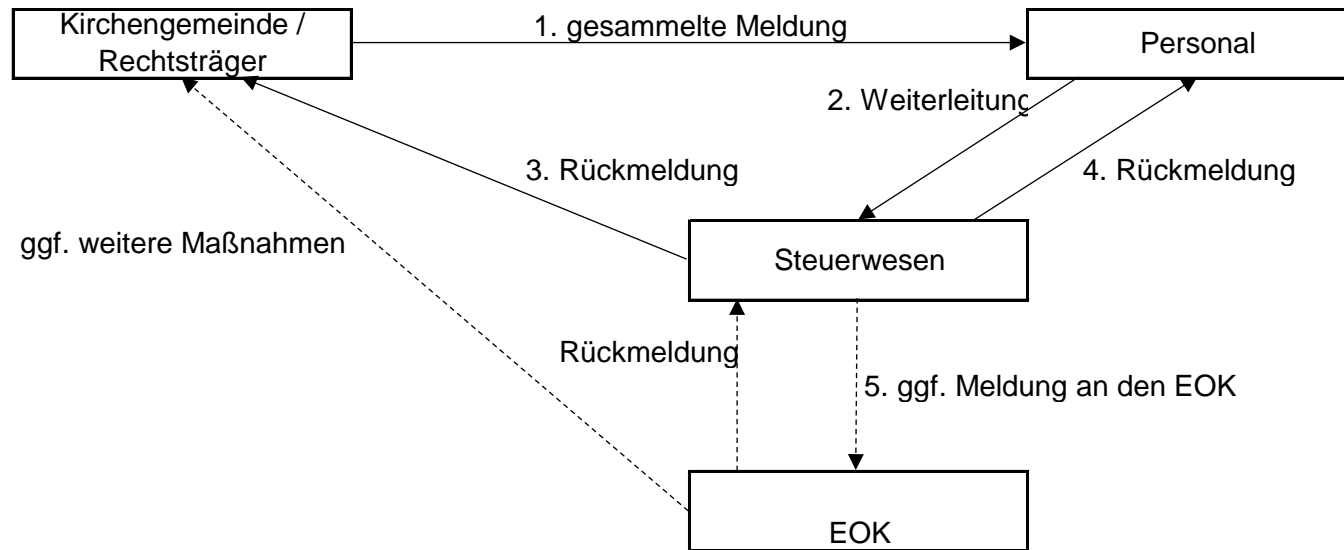 Kirchengemeinde /
Rechtsträger
1. gesammelte Meldung
Personal
2. Weiterleitung
3. Rückmeldung
4. Rückmeldung
ggf. weitere Maßnahmen
Steuerwesen
Rückmeldung
5. ggf. Meldung an den EOK
EOK